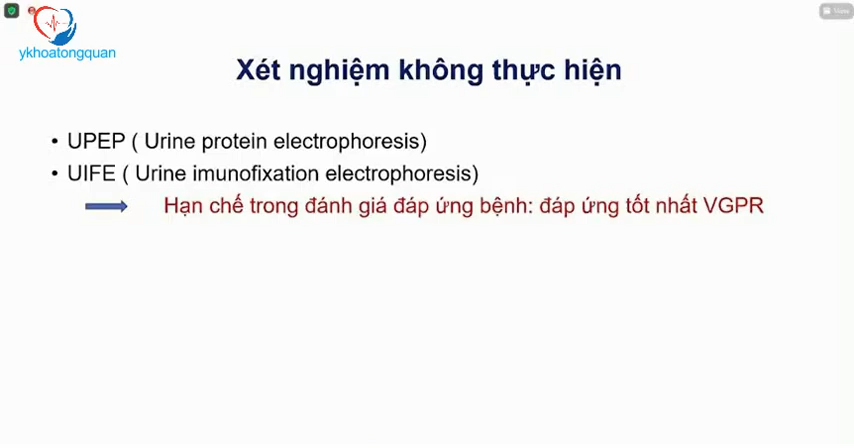 View
ykhoatongquan
Xét nghiệm không thực hiện
• UPEP ( Urine protein electrophoresis)
• UIFE ( Urine imunofixation electrophoresis)
Hạn chế trong đánh giá đáp ứng bệnh: đáp ứng tốt nhất VGPR